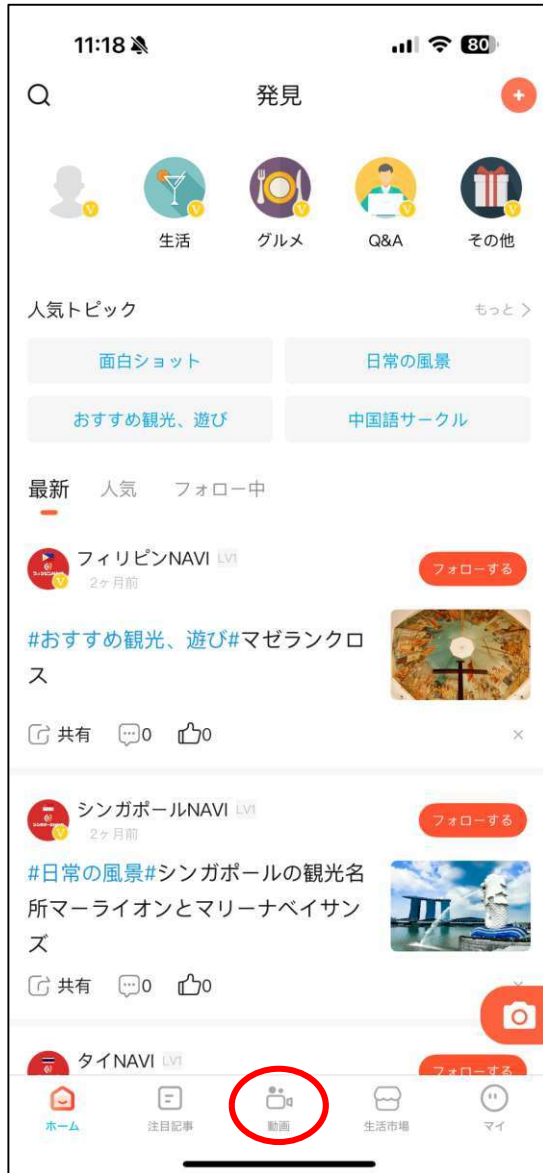 11:18
80
発見
生活
グルメ
Q&A
その他
人気トピック
もっと >
面白ショット
日常の風景
おすすめ観光、遊び
中国語サークル
最新
人気
フォロー中
フィリピンNAVI LV1
2ヶ月前
フォローする
#おすすめ観光、遊び#マゼランクロ
ス
共有
0
0
シンガポールNAVI LV1
2ヶ月前
フォローする
#日常の風景#シンガポールの観光名
所マーライオンとマリーナベイサン
ズ
共有
0
0
タイNAVI LV1
フォローする
ホーム
注目記事
動画
生活市場
マイ